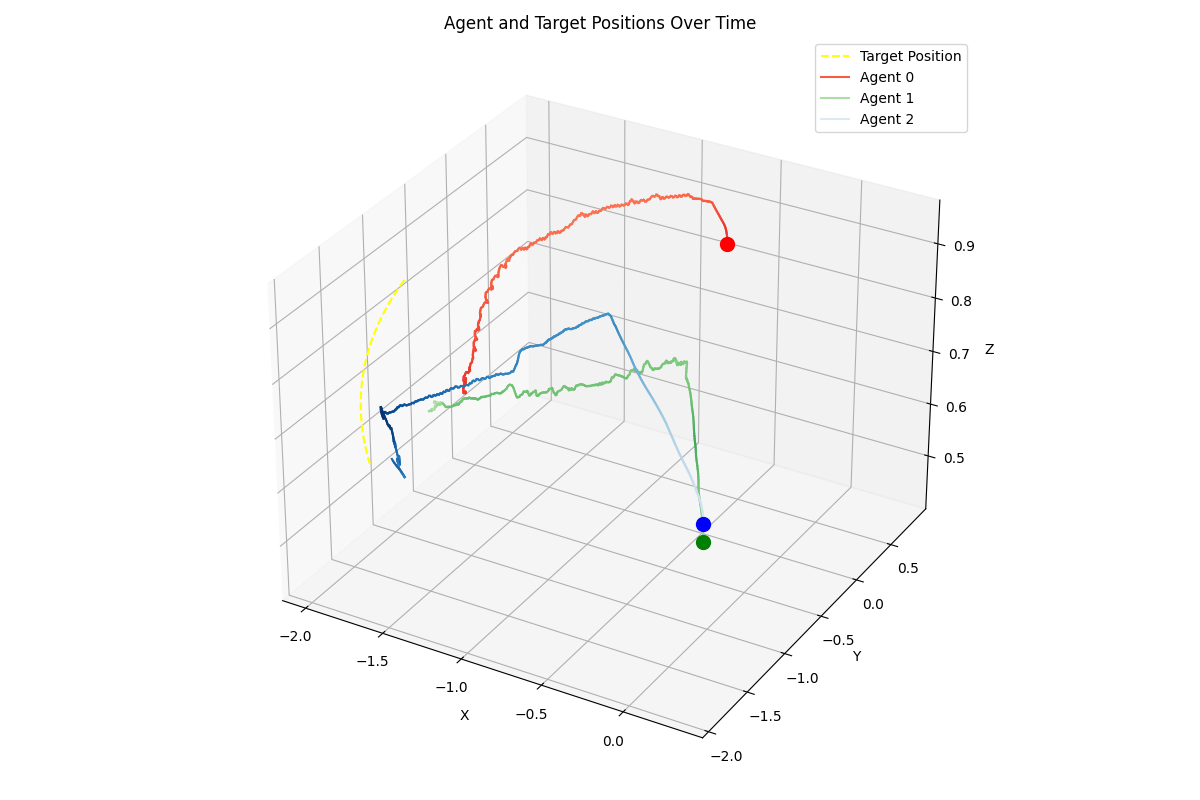 Agent and Target Positions Over Time
Target Position
Agent 0
Agent 1
Agent 2
0.9
0.8
0.7
0.6
0.5
Z
0.5
0.0
−0.5
−1.0
−1.5
−2.0
Y
−2.0
−1.5
−1.0
−0.5
0.0
X